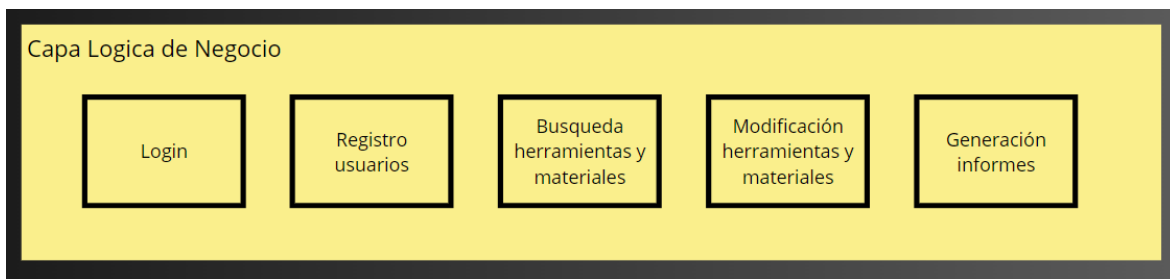 Capa Logica de Negocio
Login
Registro
usuarios
Busqueda
herramientas y
materiales
Modificación
herramientas y
materiales
Generación
informes